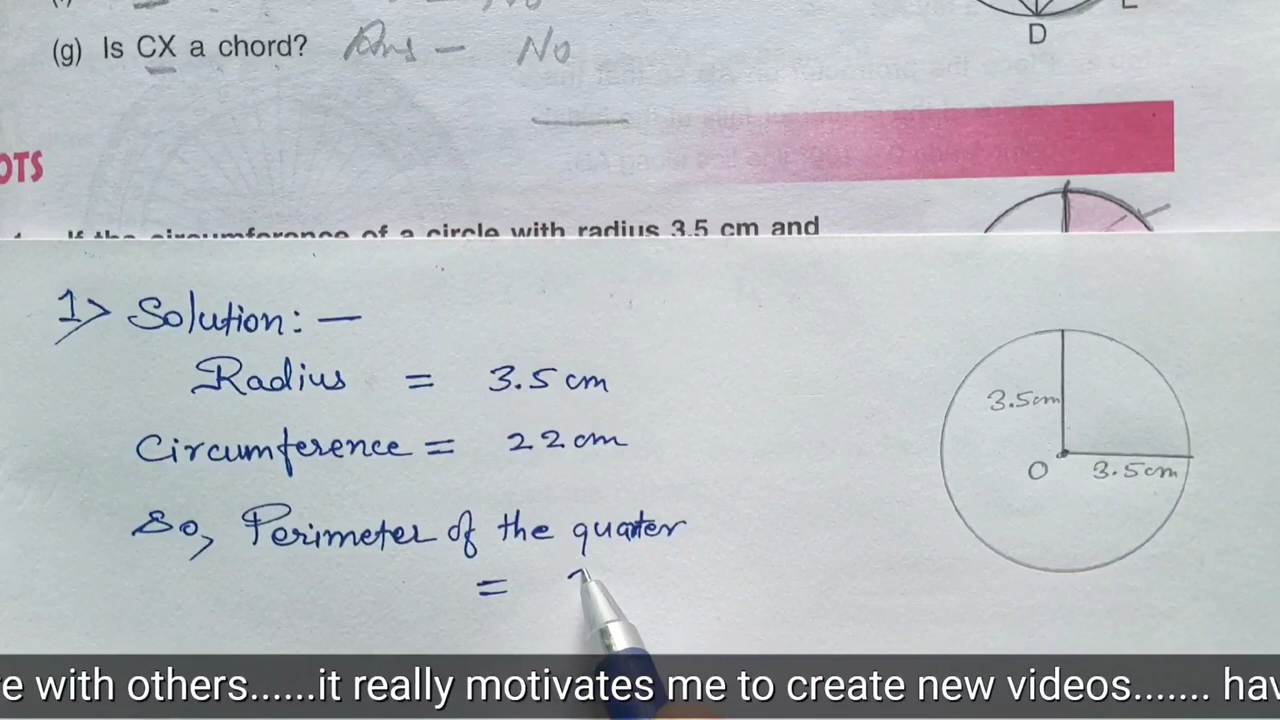 (g) Is CX a chord? Ans - No
D
OTS
If the circumference of a circle with radius 3.5 cm and
1> Solution: —
Radius = 3.5 cm
Circumference = 22 cm
So, Perimeter of the quater
=
3.5cm
O
3.5cm
e with others......it really motivates me to create new videos....... hav